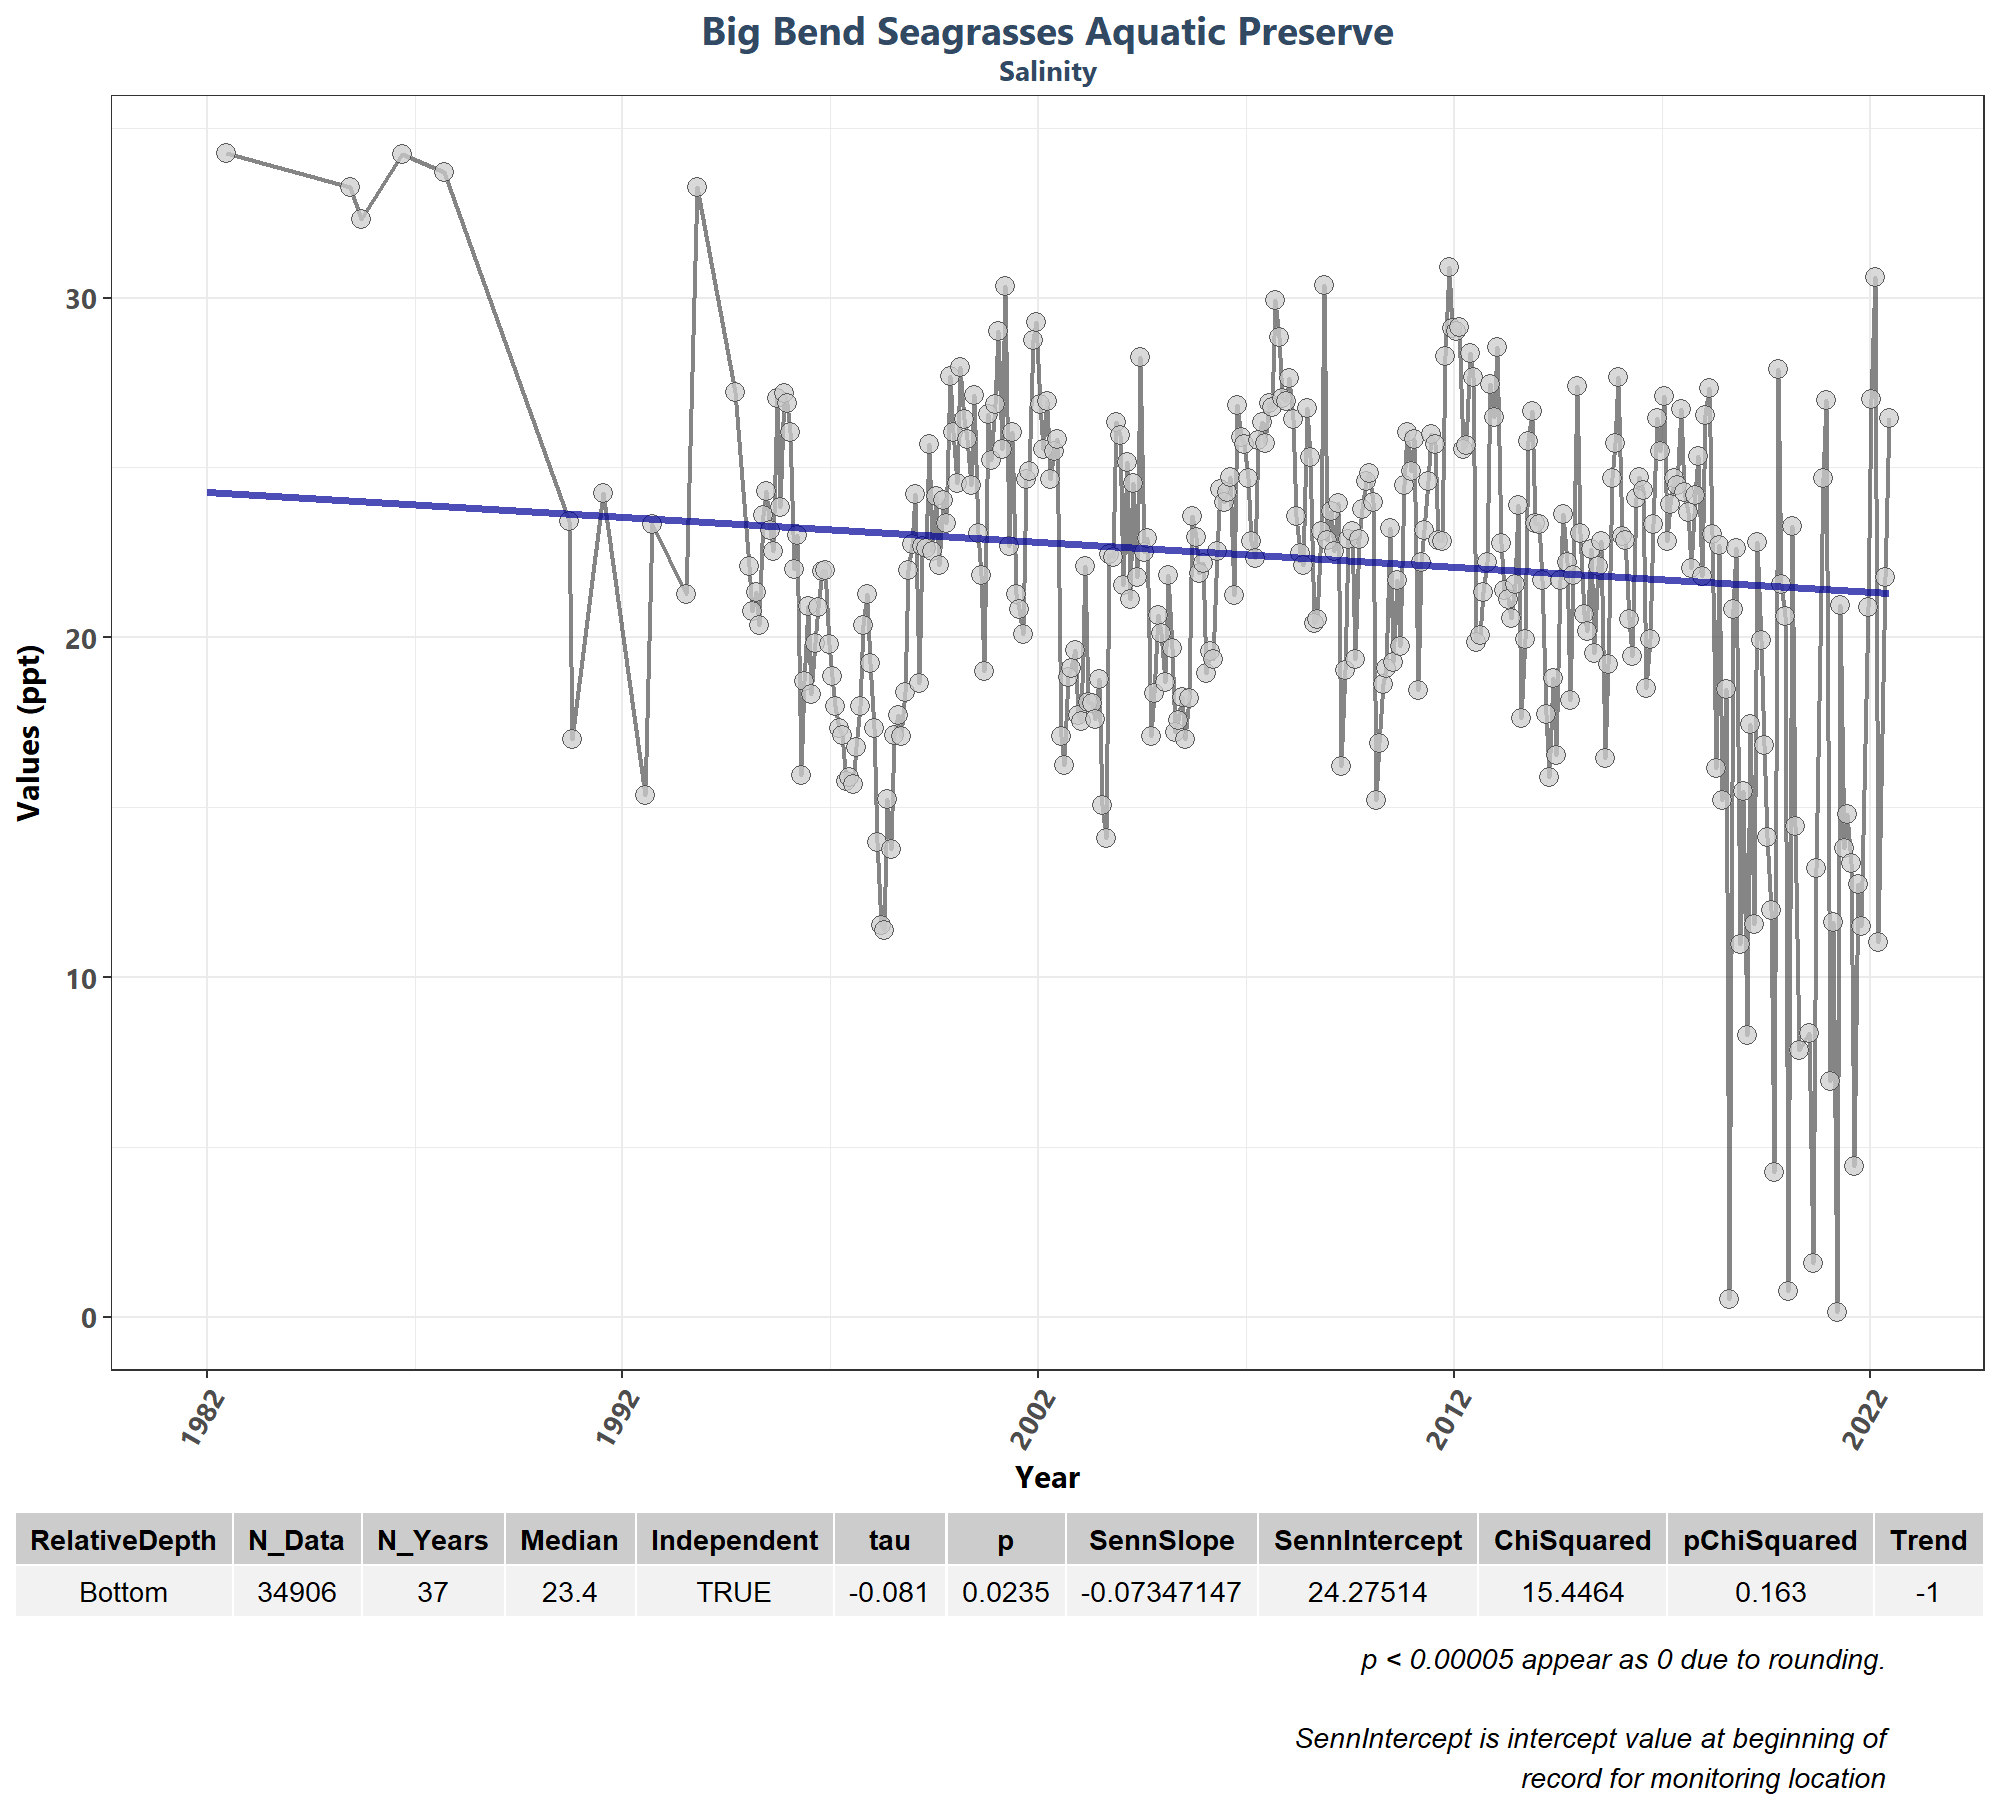 Big Bend Seagrasses Aquatic Preserve
Salinity
Values (ppt)
30
20
10
0
1982
1992
2002
2012
2022
Year
RelativeDepth N_Data N_Years Median Independent tau p SennSlope SennIntercept ChiSquared pChiSquared Trend
Bottom 34906 37 23.4 TRUE -0.081 0.0235 -0.07347147 24.27514 15.4464 0.163 -1
p < 0.00005 appear as 0 due to rounding.
SennIntercept is intercept value at beginning of
record for monitoring location